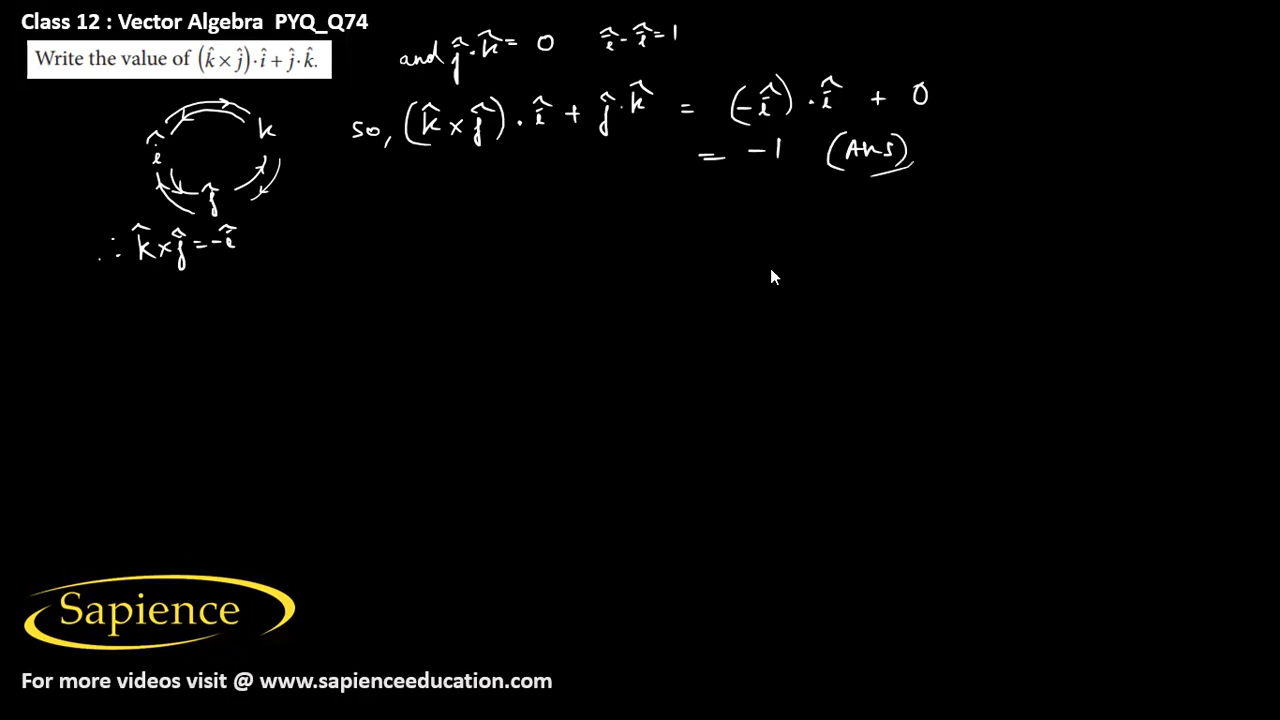 Class 12 : Vector Algebra PYQ_Q74
Write the value of (k̂ × ĵ)·î + ĵ·k̂.
and ĵ·k̂ = 0 î·î = 1
so, (k̂ × ĵ)·î + ĵ·k̂ = (-î)·î + 0
= -1 (Ans)
î k
ĵ
∴ k̂ × ĵ = -î
Sapience
For more videos visit @ www.sapienceeducation.com